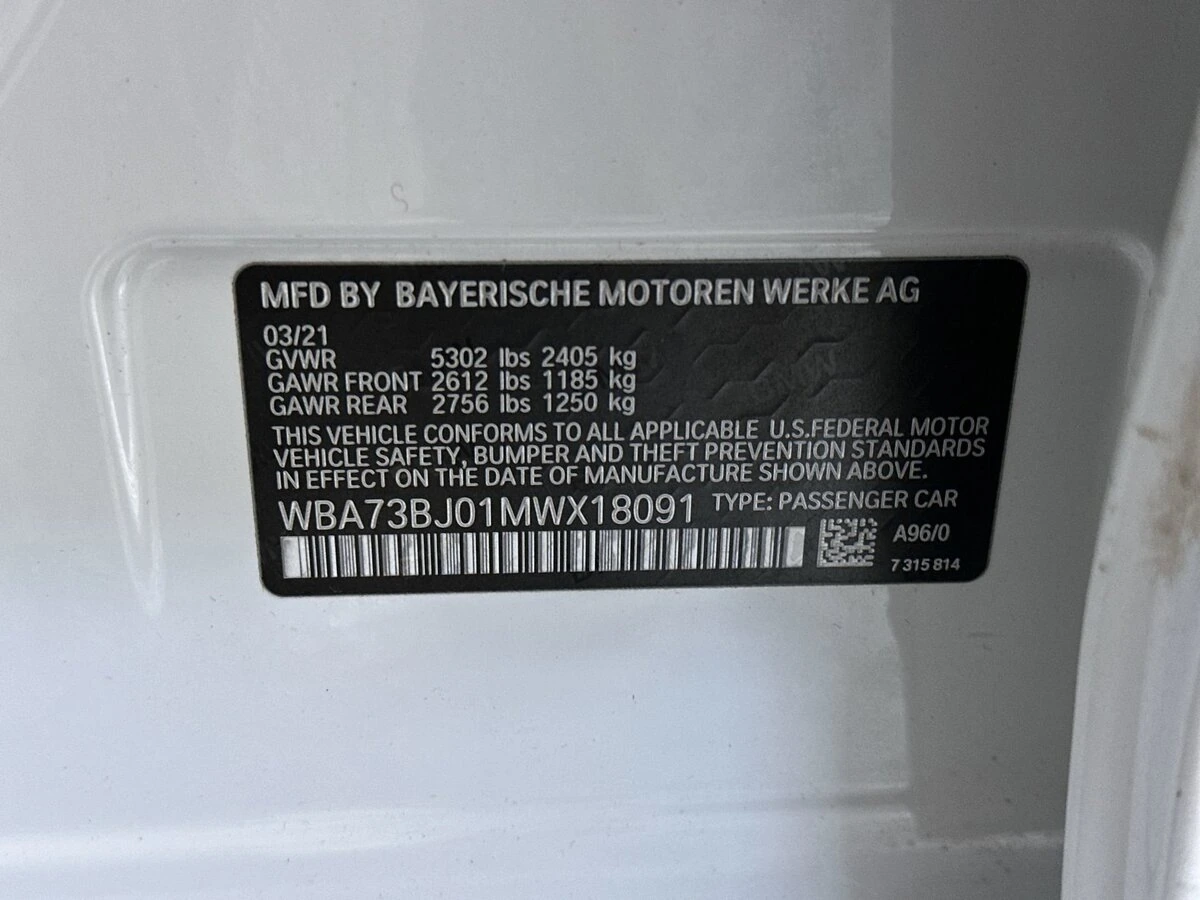 MFD BY BAYERISCHE MOTOREN WERKE AG
03/21
GVWR 5302 lbs 2405 kg
GAWR FRONT 2612 lbs 1185 kg
GAWR REAR 2756 lbs 1250 kg
THIS VEHICLE CONFORMS TO ALL APPLICABLE U.S.FEDERAL MOTOR
VEHICLE SAFETY, BUMPER AND THEFT PREVENTION STANDARDS
IN EFFECT ON THE DATE OF MANUFACTURE SHOWN ABOVE.
WBA73BJ01MWX18091 TYPE: PASSENGER CAR
A96/0
7 315 814